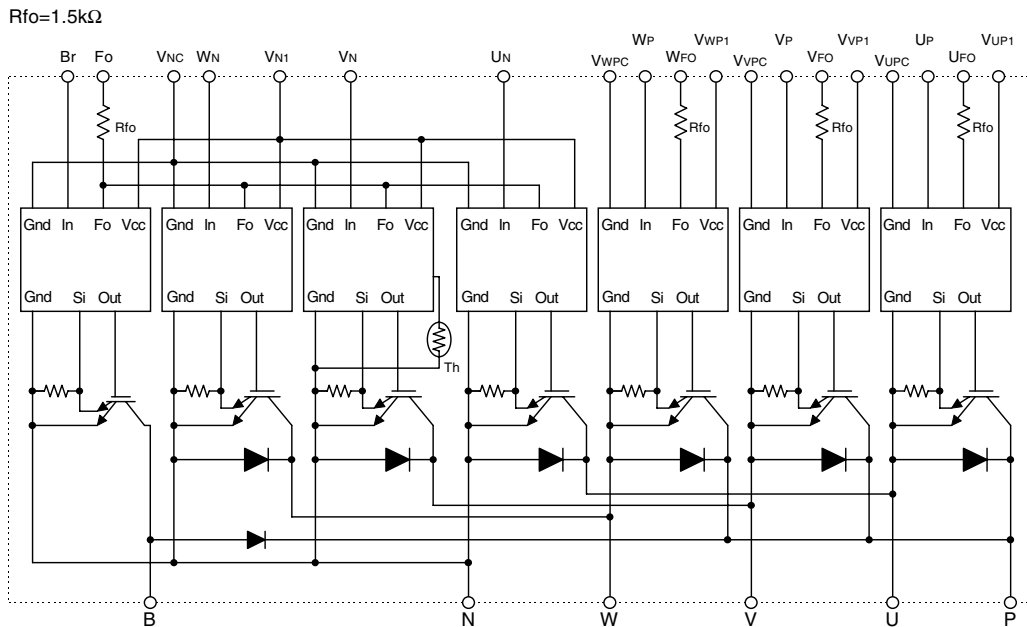 Rfo=1.5kΩ
Br Fo VNC WN VN1 VN UN VWPC WP WFO VWP1 VVPC VP VFO VVP1 VUPC UP UFO VUP1
Rfo Rfo Rfo Rfo
Gnd In Fo Vcc Gnd In Fo Vcc Gnd In Fo Vcc Gnd In Fo Vcc Gnd In Fo Vcc Gnd In Fo Vcc Gnd In Fo Vcc
Gnd Si Out Gnd Si Out Gnd Si Out Gnd Si Out Gnd Si Out Gnd Si Out Gnd Si Out
Th
B N W V U P